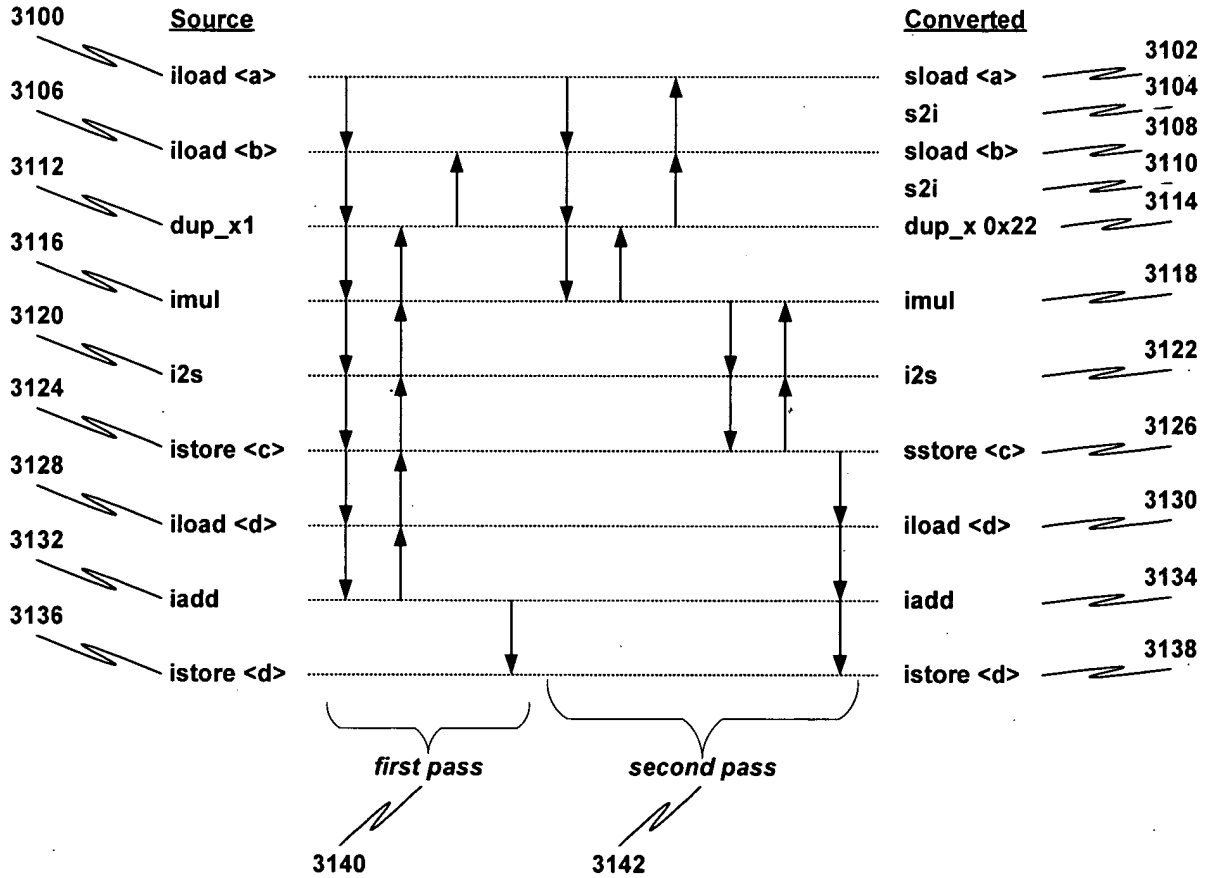 3100 Source Converted
iload <a> sload <a> 3102
3106 s2i 3104
iload <b> sload <b> 3108
3112 s2i 3110
dup_x1 dup_x 0x22 3114
3116
imul imul 3118
3120
i2s i2s 3122
3124
istore <c> sstore <c> 3126
3128
iload <d> iload <d> 3130
3132
iadd iadd 3134
3136
istore <d> istore <d> 3138
first pass second pass
3140 3142